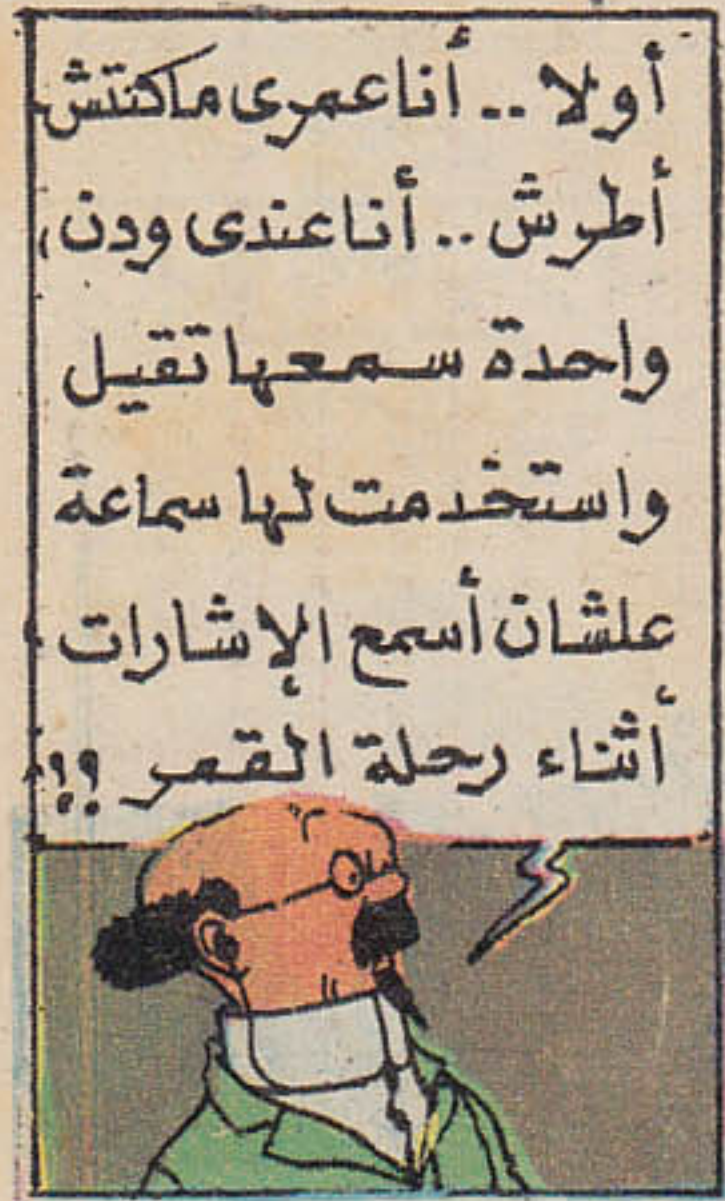 أولا .. أنا عمرى ماكنتش
أطرش .. أنا عندى ودن
واحدة سمعها تقيل
واستخدمت لها سماعة
علشان أسمع الإشارات
أثناء رحلة القمر !!